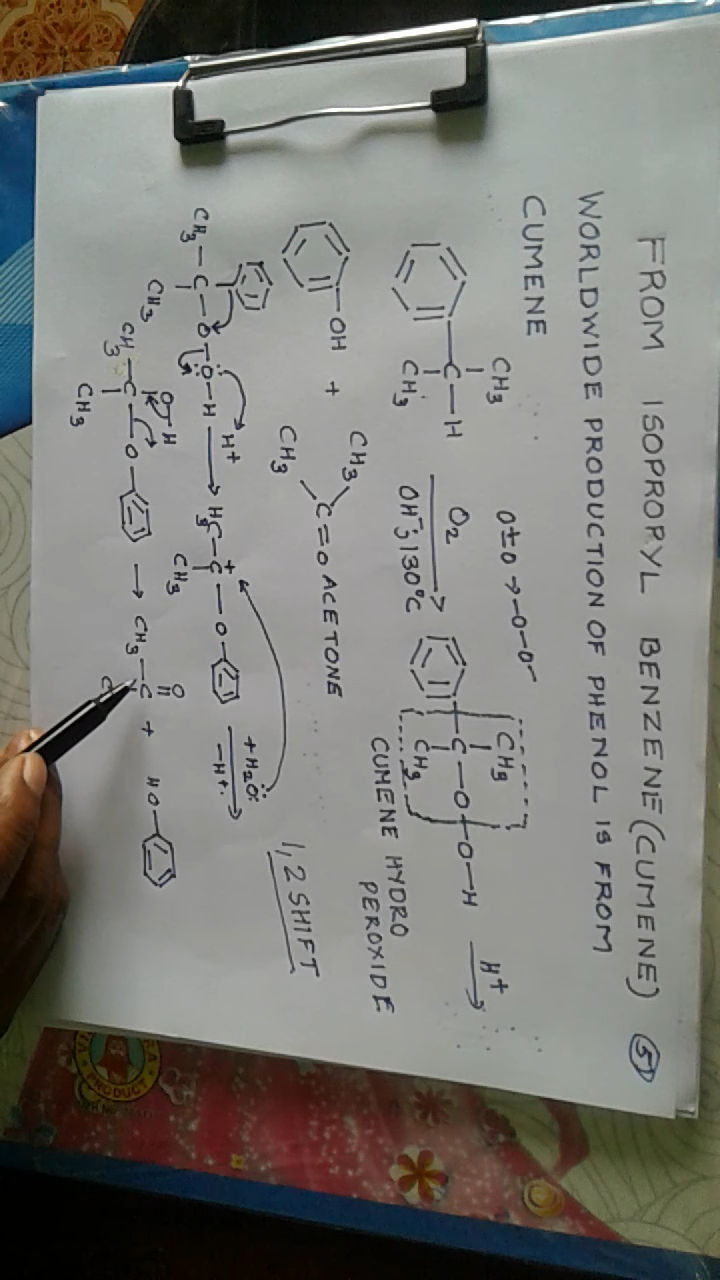 FROM ISOPROPYL BENZENE (CUMENE) 5
WORLDWIDE PRODUCTION OF PHENOL IS FROM
CUMENE
O±O → -O-O-
CH3 CH3
C-H O2 C-O-O-H H+
CH3 OH-; 130°C CH3
CUMENE HYDRO
PEROXIDE
OH + CH3
C=O ACETONE
CH3
1,2 SHIFT
CH3-C-O-O-H H+ H3C-C+-O +H2O:
CH3 CH3 -H+
O-H O
CH3-C-O → CH3-C + HO
CH3
PRODUCT